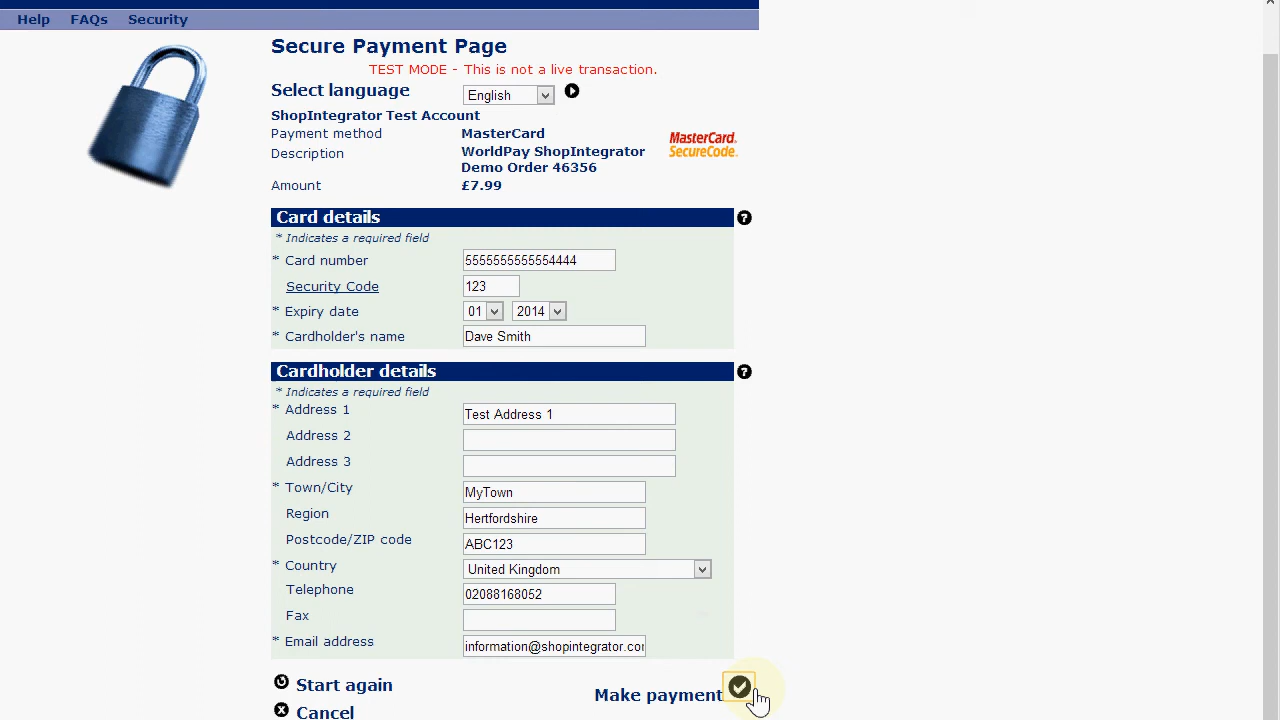 Help FAQs Security
Secure Payment Page
TEST MODE - This is not a live transaction.
Select language English
ShopIntegrator Test Account
Payment method MasterCard
MasterCard.
SecureCode.
Description WorldPay ShopIntegrator
Demo Order 46356
Amount £7.99
Card details ?
* Indicates a required field
* Card number 5555555555554444
Security Code 123
* Expiry date 01 2014
* Cardholder's name Dave Smith
Cardholder details ?
* Indicates a required field
* Address 1 Test Address 1
Address 2
Address 3
* Town/City MyTown
Region Hertfordshire
Postcode/ZIP code ABC123
* Country United Kingdom
Telephone 02088168052
Fax
* Email address information@shopintegrator.com
Start again Make payment
Cancel